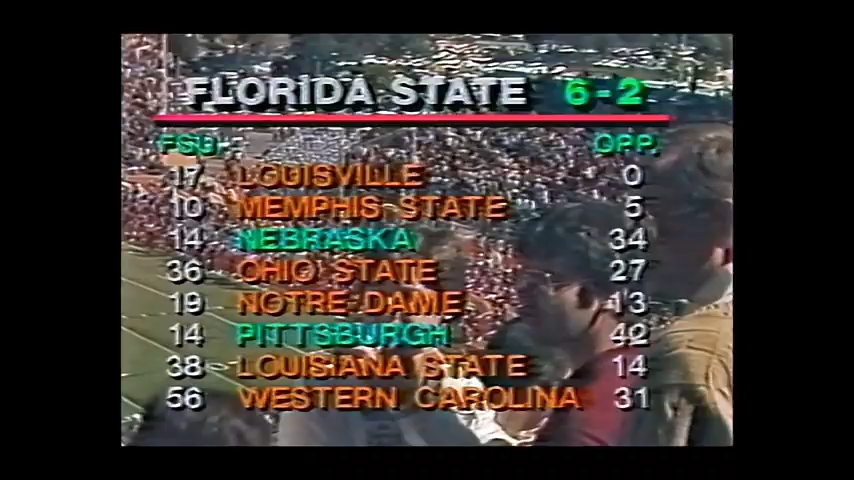 FLORIDA STATE 6-2
FSU OPP.
17 LOUISVILLE 0
10 MEMPHIS STATE 5
14 NEBRASKA 34
36 OHIO STATE 27
19 NOTRE DAME 13
14 PITTSBURGH 42
38 LOUISIANA STATE 14
56 WESTERN CAROLINA 31